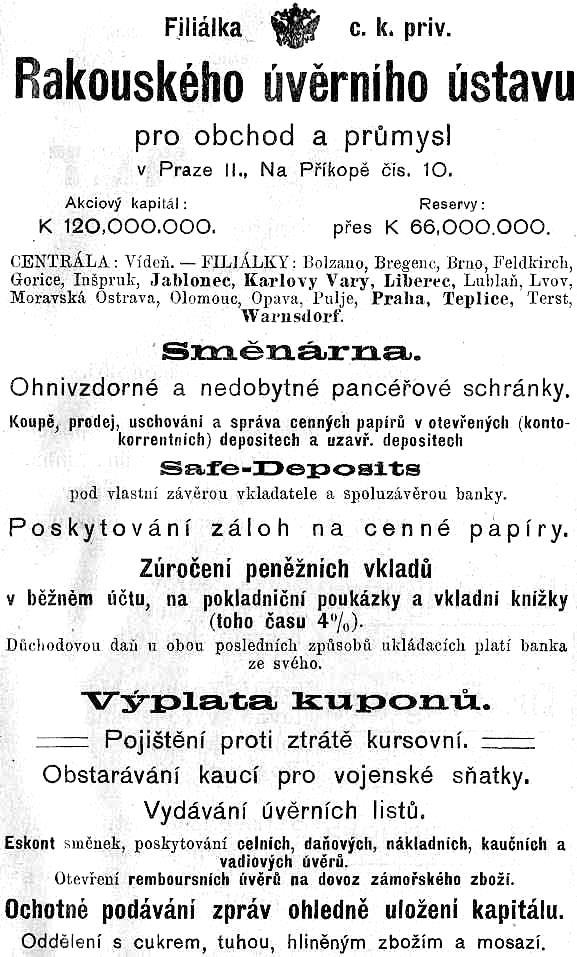 Filiálka c. k. priv.
Rakouského úvěrního ústavu
pro obchod a průmysl
v Praze II., Na Příkopě čís. 10.
Akciový kapitál: Reservy:
K 120,000.000. přes K 66,000.000.
CENTRÁLA: Vídeň. — FILIÁLKY: Bolzano, Bregenc, Brno, Feldkirch,
Gorice, Inšpruk, Jablonec, Karlovy Vary, Liberec, Lublaň, Lvov,
Moravská Ostrava, Olomouc, Opava, Pulje, Praha, Teplice, Terst,
Warnsdorf.
Směnárna.
Ohnivzdorné a nedobytné pancéřové schránky.
Koupě, prodej, uschování a správa cenných papírů v otevřených (konto-
korrentních) depositech a uzavř. depositech
Safe-Deposits
pod vlastní závěrou vkladatele a spoluzávěrou banky.
Poskytování záloh na cenné papíry.
Zúročení peněžních vkladů
v běžném účtu, na pokladniční poukázky a vkladní knížky
(toho času 4%).
Důchodovou daň u obou posledních způsobů ukládacích platí banka
ze svého.
Výplata kuponů.
Pojištění proti ztrátě kursovní.
Obstarávání kaucí pro vojenské sňatky.
Vydávání úvěrních listů.
Eskont směnek, poskytování celních, daňových, nákladních, kaučních a
vadiových úvěrů.
Otevření remboursních úvěrů na dovoz zámořského zboží.
Ochotné podávání zpráv ohledně uložení kapitálu.
Oddělení s cukrem, tuhou, hliněným zbožím a mosazí.